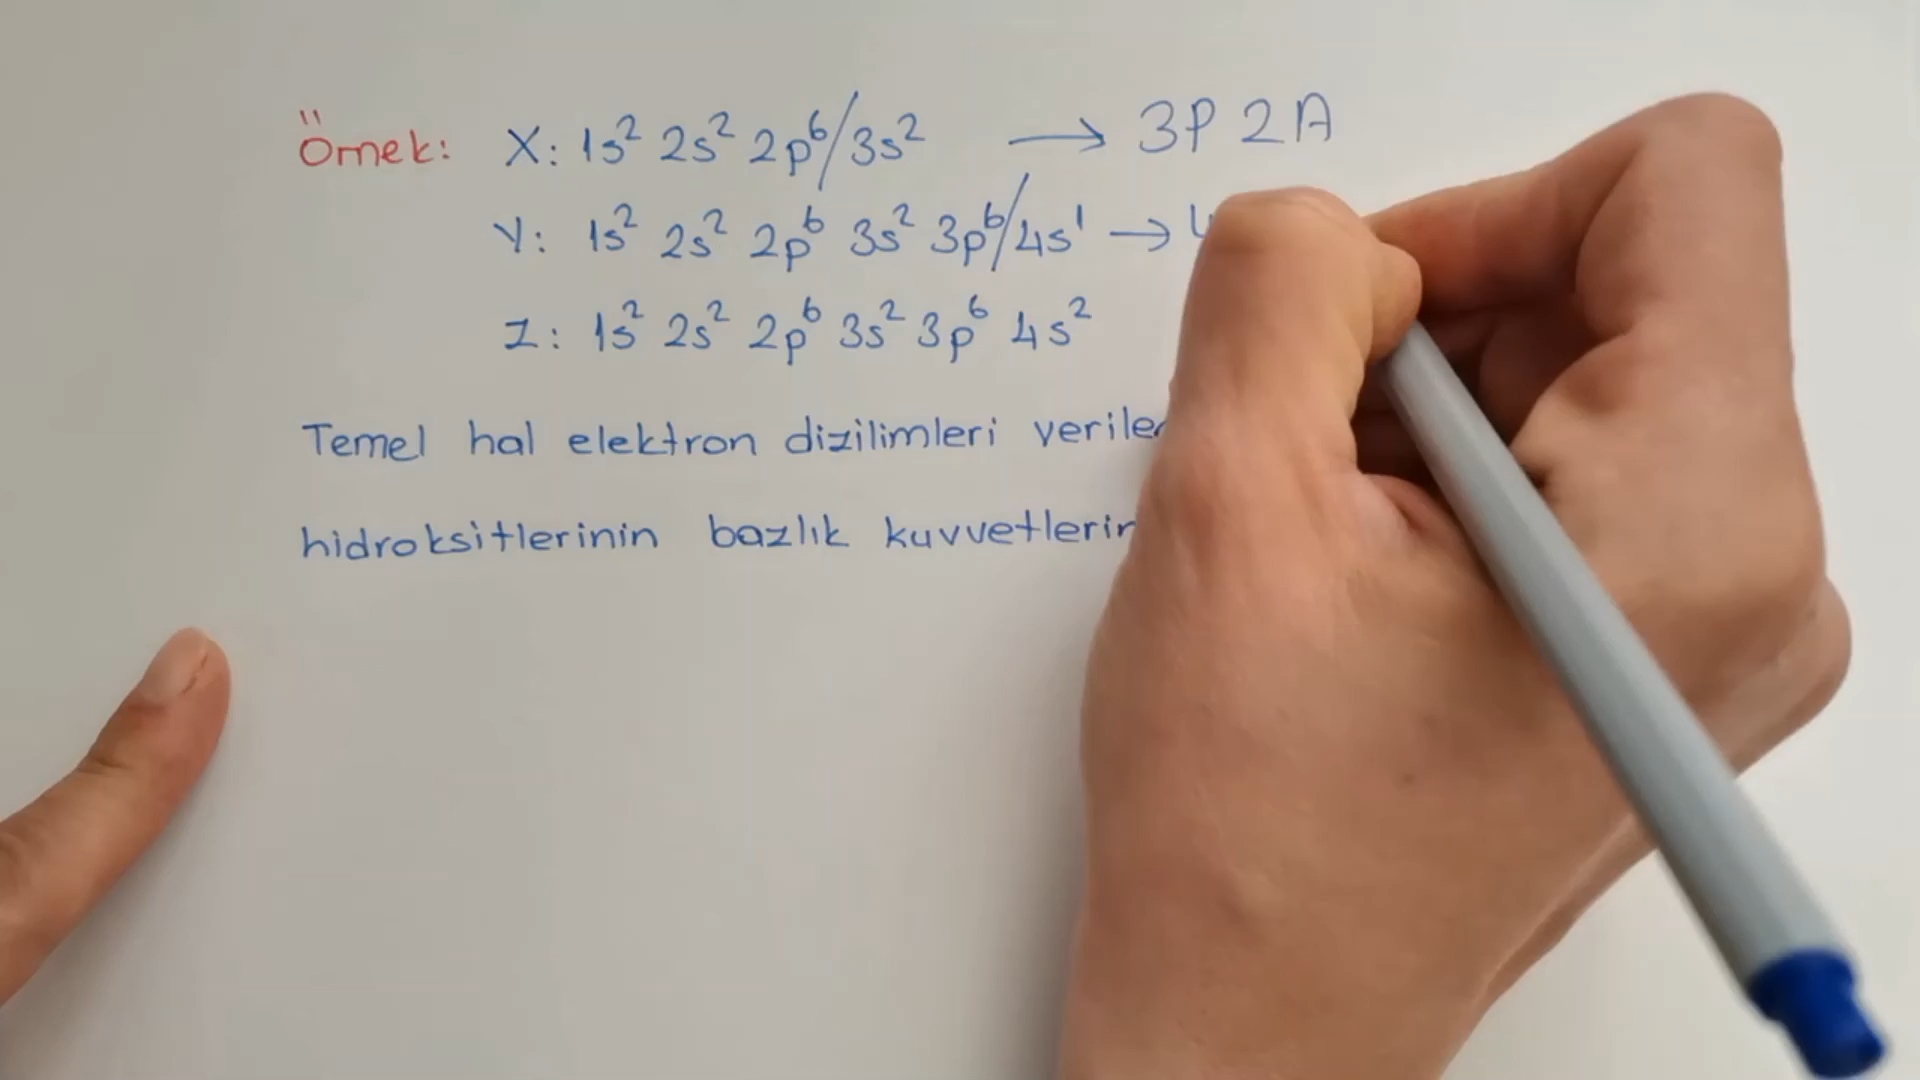 Örnek: X: 1s² 2s² 2p⁶/3s² → 3P 2A
Y: 1s² 2s² 2p⁶ 3s² 3p⁶/4s¹ →
Z: 1s² 2s² 2p⁶ 3s² 3p⁶ 4s²
Temel hal elektron dizilimleri
hidroksitlerinin bazlık